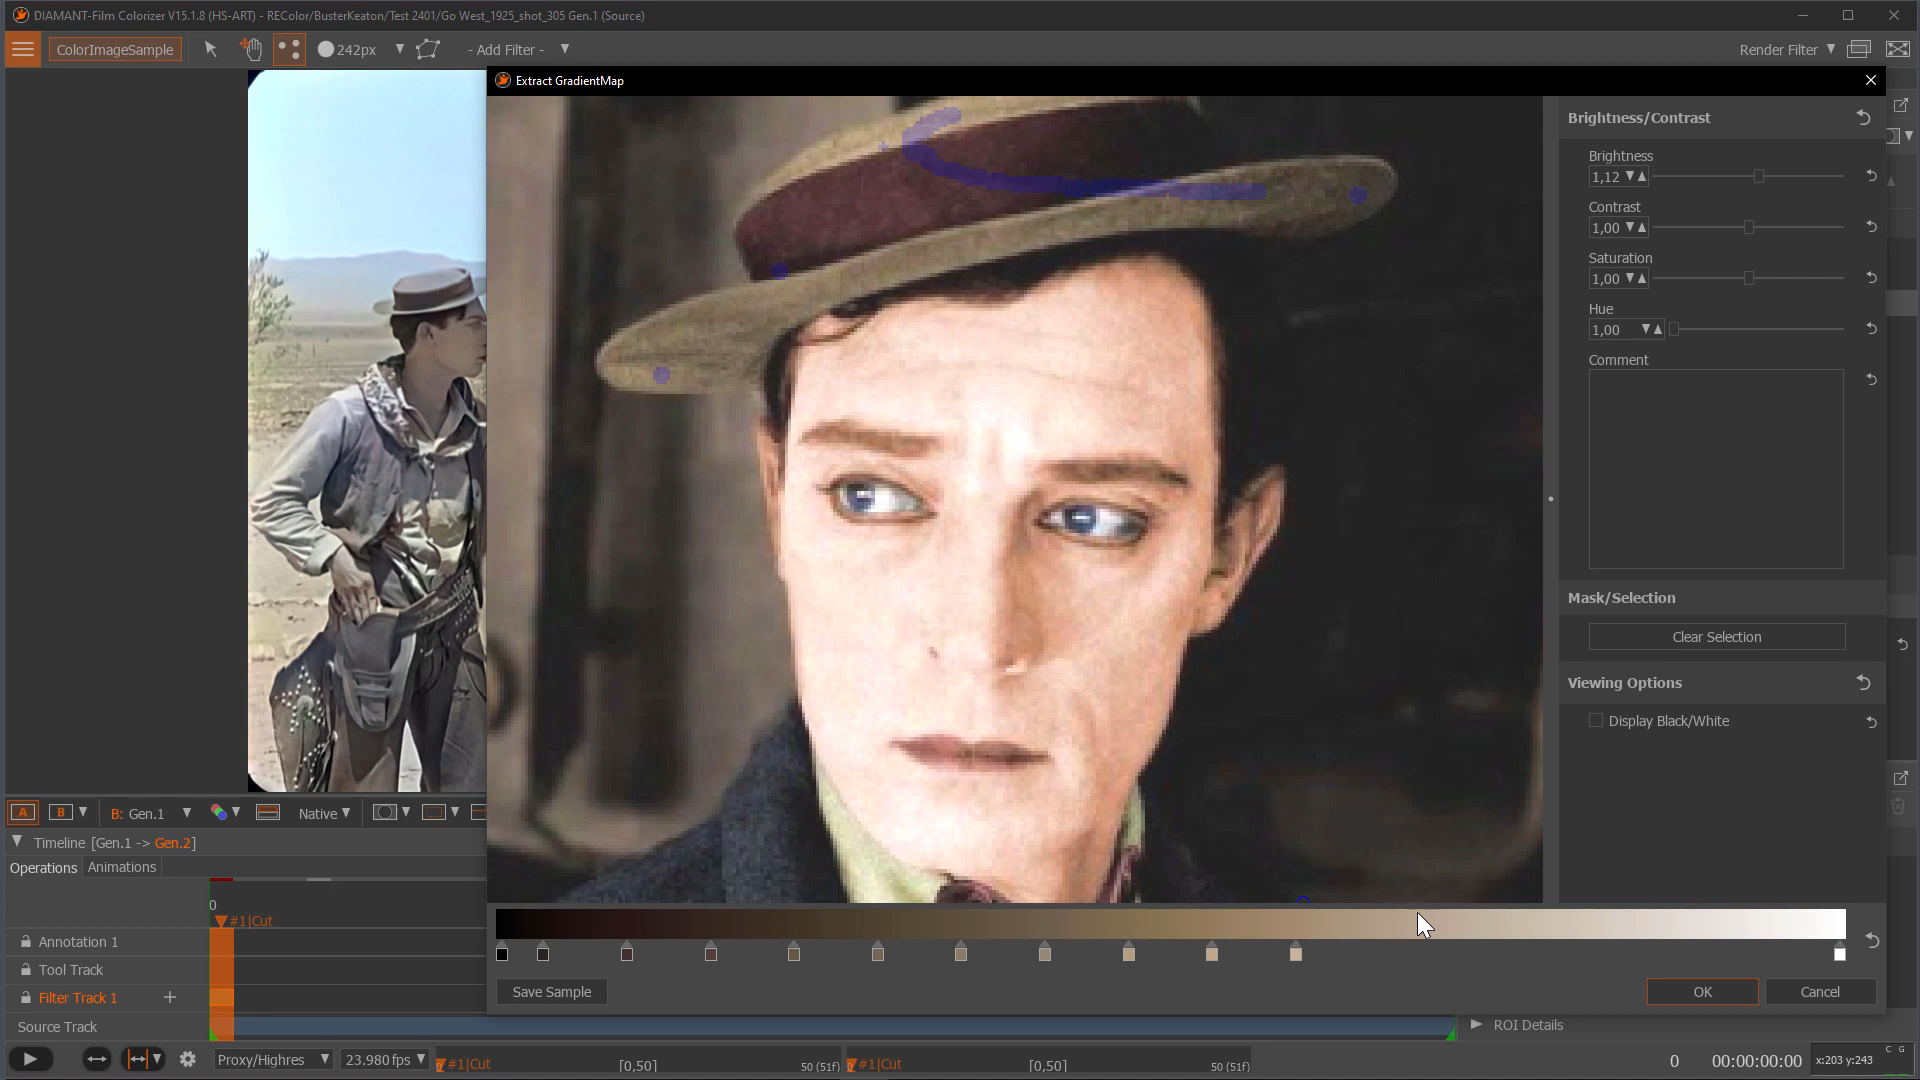 DIAMANT-Film Colorizer V15.1.8 (HS-ART) - REColor/BusterKeaton/Test 2401/Go West_1925_shot_305 Gen.1 (Source)
ColorImageSample
242px
- Add Filter -
Render Filter
Extract GradientMap
Brightness/Contrast
Brightness
1,12
Contrast
1,00
Saturation
1,00
Hue
1,00
Comment
Mask/Selection
Clear Selection
Viewing Options
Display Black/White
A
B
B: Gen.1
Native
Timeline [Gen.1 -> Gen.2]
Operations
Animations
0
#1|Cut
Annotation 1
Tool Track
Filter Track 1
Source Track
Save Sample
OK
Cancel
ROI Details
Proxy/Highres
23.980 fps
#1|Cut
[0,50]
50 (51f)
#1|Cut
[0,50]
50 (51f)
0
00:00:00:00
x:203 y:243
C G